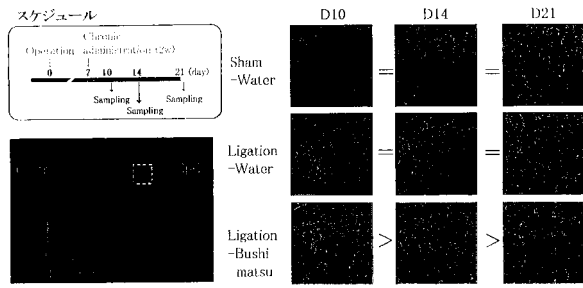 スケジュール
Chronic
Operation administration (2w)
0 7 10 14 21 (day)
Sampling Sampling
Sampling
D10 D14 D21
Sham
-Water
= =
Ligation
-Water
= =
Ligation
-Bushi
matsu
> >